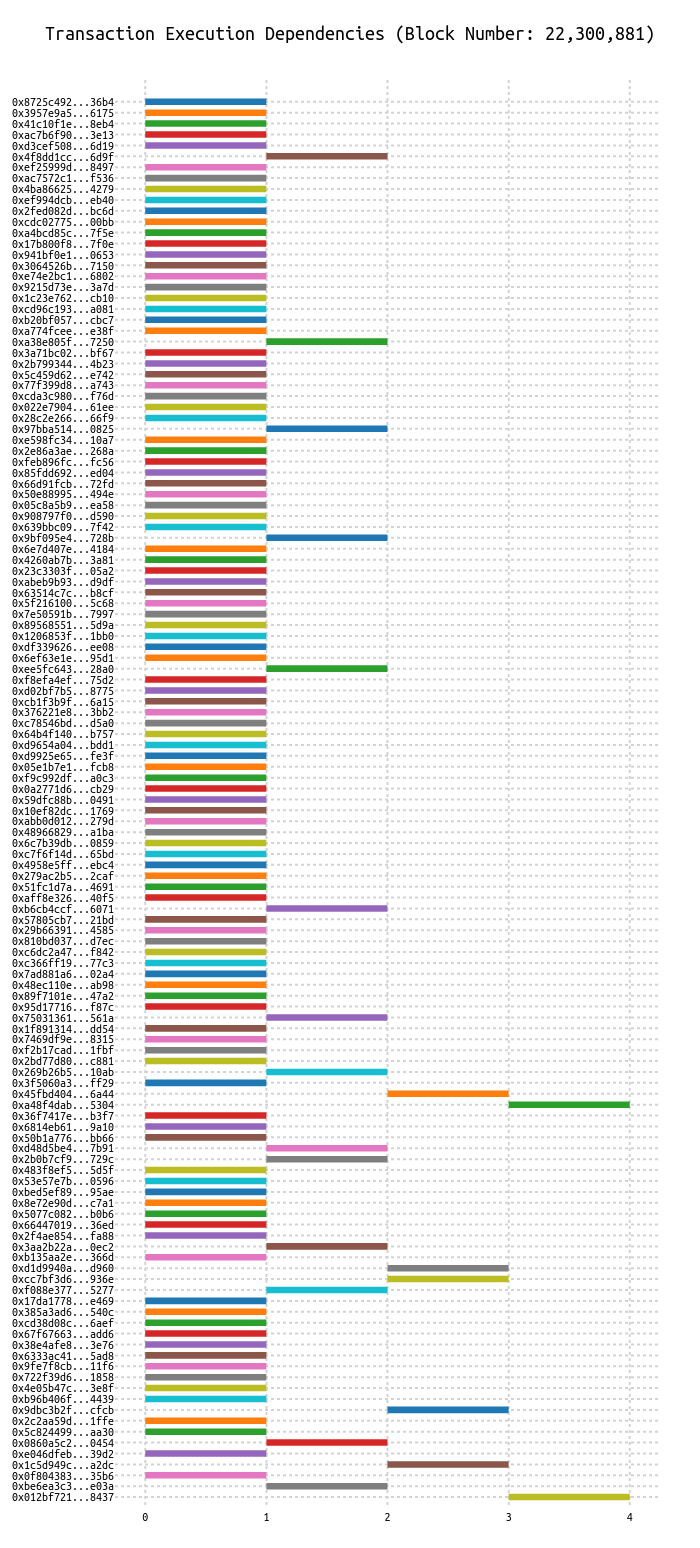 Transaction Execution Dependencies (Block Number: 22,300,881)
0x8725c492...36b4
0x3957e9a5...6175
0x41c10f1e...8eb4
0xac7b6f90...3e13
0xd3cef508...6d19
0x4f8dd1cc...6d9f
0xef25999d...8497
0xac7572c1...f536
0x4ba86625...4279
0xef994dcb...eb40
0x2fed082d...bc6d
0xcdc02775...00bb
0xa4bcd85c...7f5e
0x17b800f8...7f0e
0x941bf0e1...0653
0x3064526b...7150
0xe74e2bc1...6802
0x9215d73e...3a7d
0x1c23e762...cb10
0xcd96c193...a081
0xb20bf057...cbc7
0xa774fcee...e38f
0xa38e805f...7250
0x3a71bc02...bf67
0x2b799344...4b23
0x5c459d62...e742
0x77f399d8...a743
0xcda3c980...f76d
0x022e7904...61ee
0x28c2e266...66f9
0x97bba514...0825
0xe598fc34...10a7
0x2e86a3ae...268a
0xfeb896fc...fc56
0x85fdd692...ed04
0x66d91fcb...72fd
0x50e88995...494e
0x05c8a5b9...ea58
0x908797f0...d590
0x639bbc09...7f42
0x9bf095e4...728b
0x6e7d407e...4184
0x4260ab7b...3a81
0x23c3303f...05a2
0xabeb9b93...d9df
0x63514c7c...b8cf
0x5f216100...5c68
0x7e50591b...7997
0x89568551...5d9a
0x1206853f...1bb0
0xdf339626...ee08
0x6ef63e1e...95d1
0xee5fc643...28a0
0xf8efa4ef...75d2
0xd02bf7b5...8775
0xcb1f3b9f...6a15
0x376221e8...3bb2
0xc78546bd...d5a0
0x64b4f140...b757
0xd9654a04...bdd1
0xd9925e65...fe3f
0x05e1b7e1...fcb8
0xf9c992df...a0c3
0x0a2771d6...cb29
0x59dfc88b...0491
0x10ef82dc...1769
0xabb0d012...279d
0x48966829...a1ba
0x6c7b39db...0859
0xc7f6f14d...65bd
0x4958e5ff...ebc4
0x279ac2b5...2caf
0x51fc1d7a...4691
0xaff8e326...40f5
0xb6cb4ccf...6071
0x57805cb7...21bd
0x29b66391...4585
0x810bd037...d7ec
0xc6dc2a47...f842
0xc366ff19...77c3
0x7ad881a6...02a4
0x48ec110e...ab98
0x89f7101e...47a2
0x95d17716...f87c
0x75031361...561a
0x1f891314...dd54
0x7469df9e...8315
0xf2b17cad...1fbf
0x2bd77d80...c881
0x269b26b5...10ab
0x3f5060a3...ff29
0x45fbd404...6a44
0xa48f4dab...5304
0x36f7417e...b3f7
0x6814eb61...9a10
0x50b1a776...bb66
0xd48d5be4...7b91
0x2b0b7cf9...729c
0x483f8ef5...5d5f
0x53e57e7b...0596
0xbed5ef89...95ae
0x8e72e90d...c7a1
0x5077c082...b0b6
0x66447019...36ed
0x2f4ae854...fa88
0x3aa2b22a...0ec2
0xb135aa2e...366d
0xd1d9940a...d960
0xcc7bf3d6...936e
0xf088e377...5277
0x17da1778...e469
0x385a3ad6...540c
0xcd38d08c...6aef
0x67f67663...add6
0x38e4afe8...3e76
0x6333ac41...5ad8
0x9fe7f8cb...11f6
0x722f39d6...1858
0x4e05b47c...3e8f
0xb96b406f...4439
0x9dbc3b2f...cfcb
0x2c2aa59d...1ffe
0x5c824499...aa30
0x0860a5c2...0454
0xe046dfeb...39d2
0x1c5d949c...a2dc
0x0f804383...35b6
0xbe6ea3c3...e03a
0x012bf721...8437
0 1 2 3 4